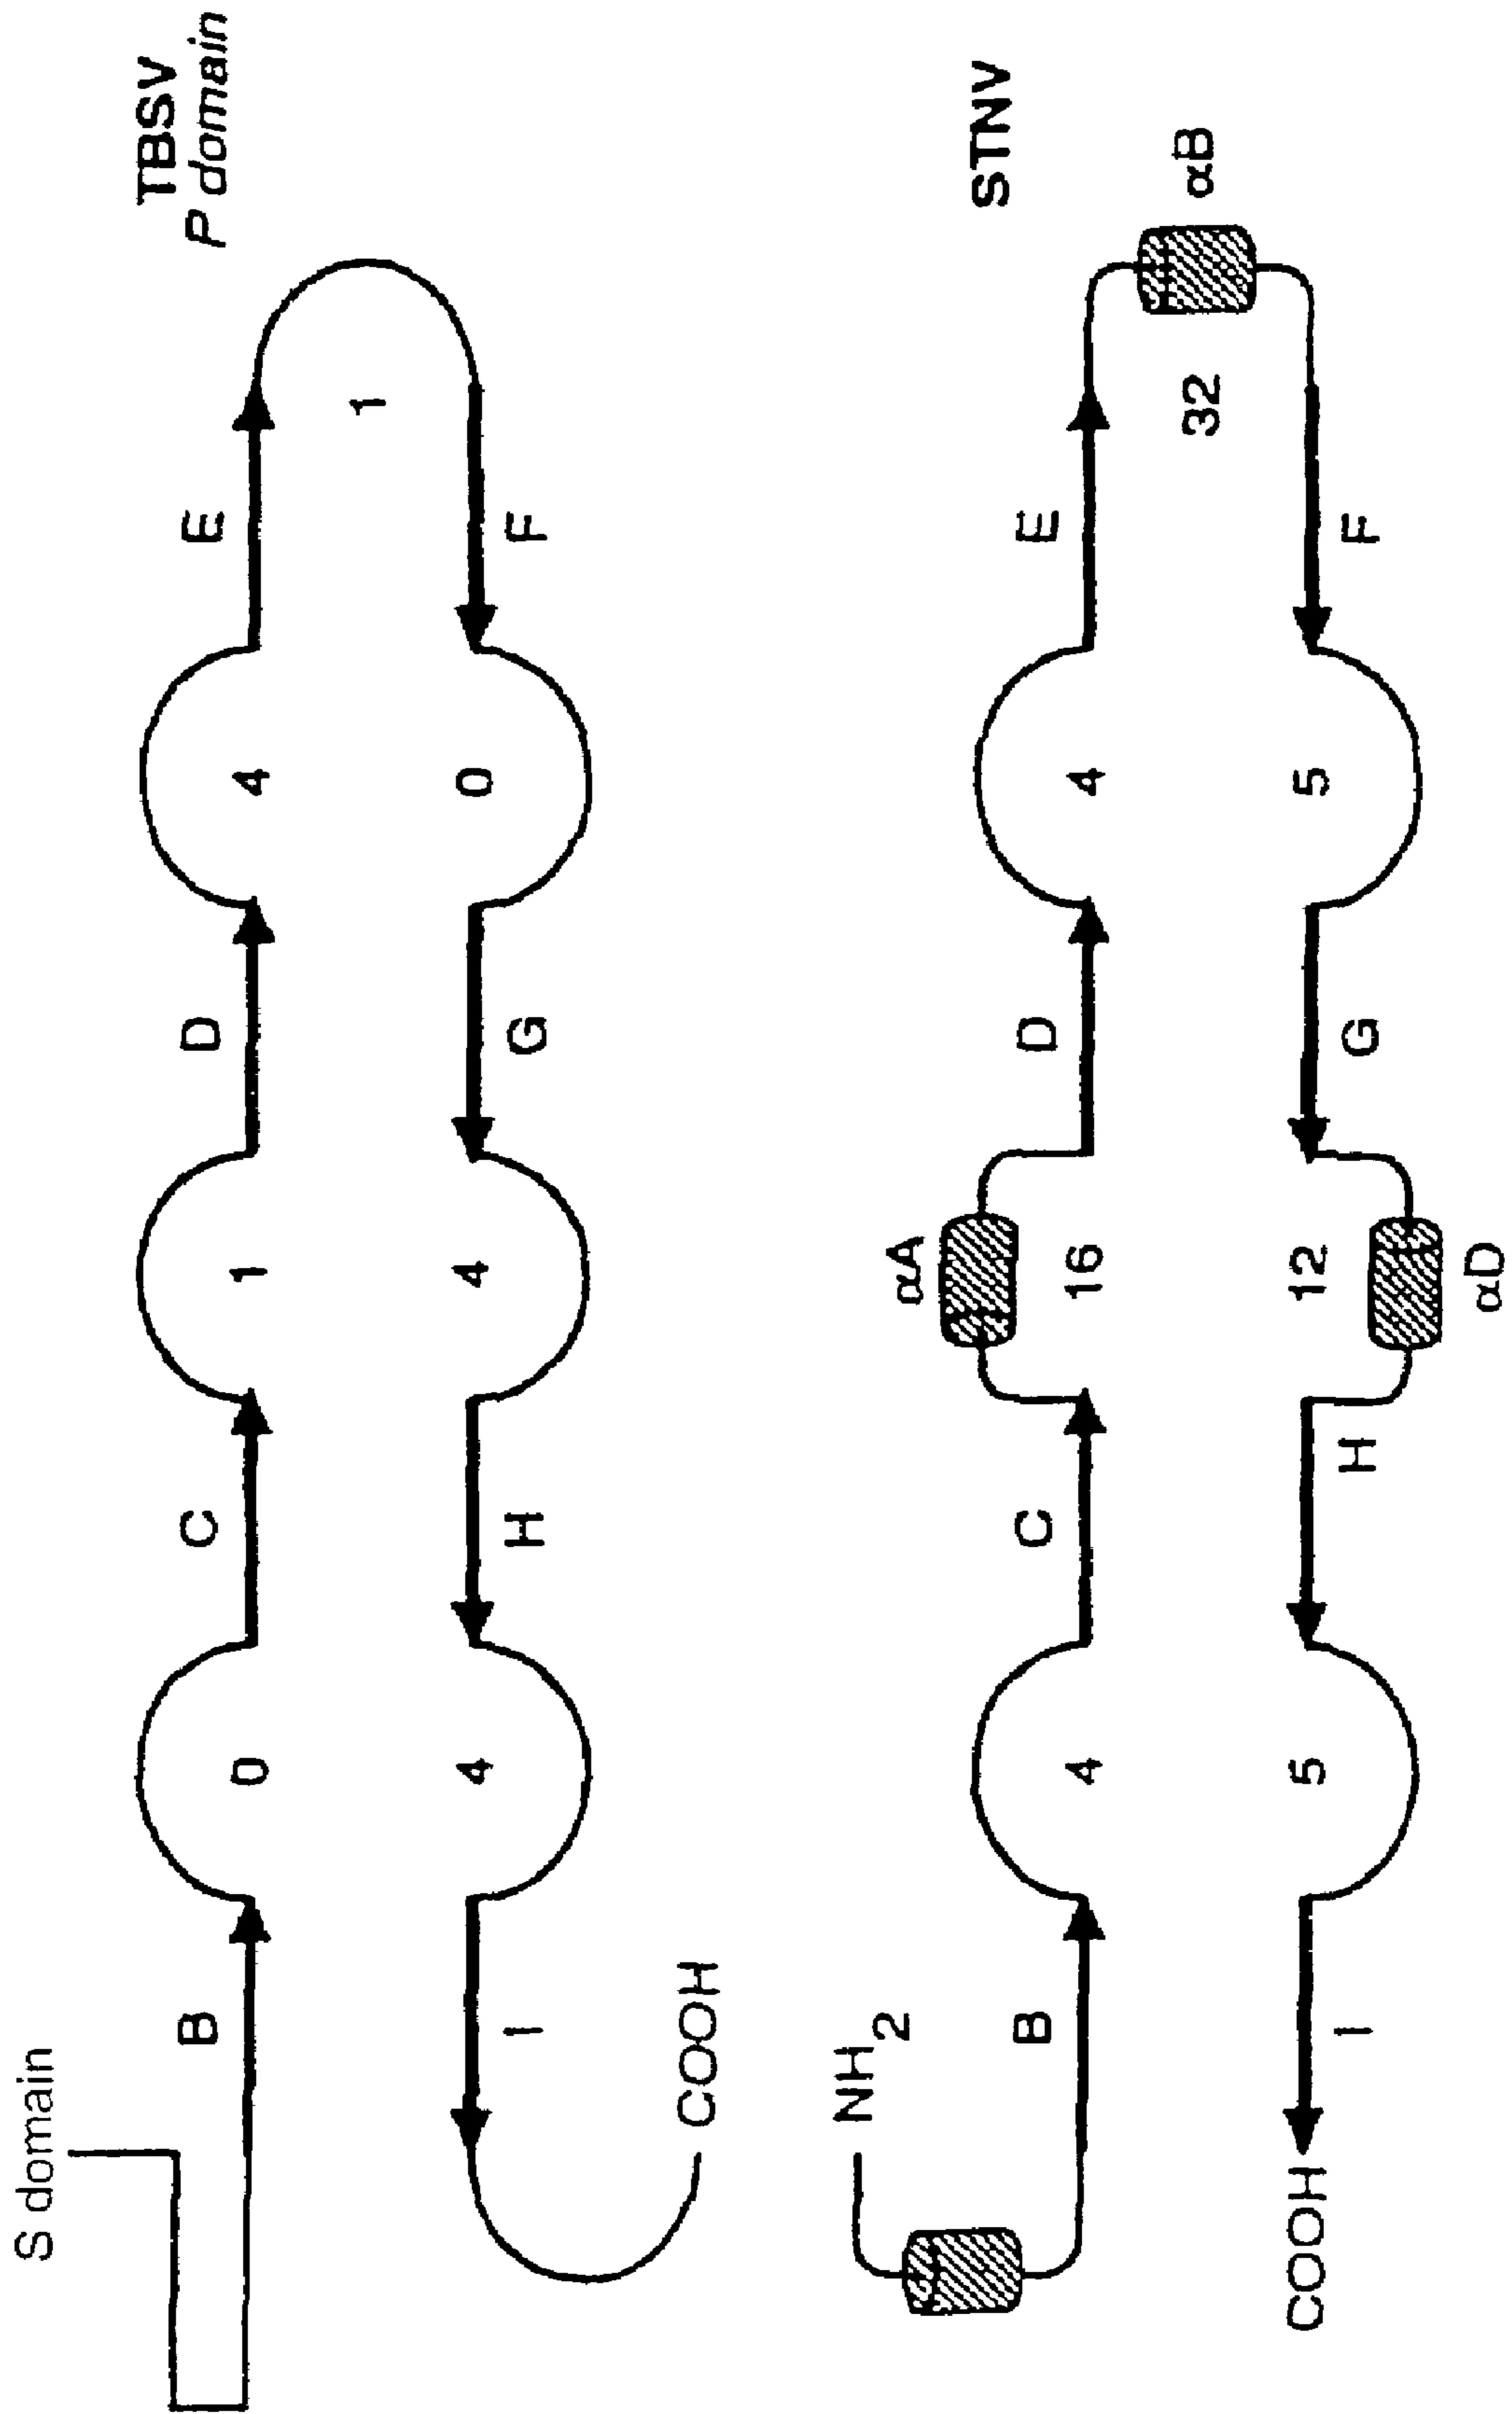 S domain
TBSV
P domain
B
C
D
E
0
1
4
1
4
4
0
I
H
G
F
COOH
NH2
STNV
αA
αB
B
C
D
E
4
16
4
32
5
12
5
I
H
G
F
COOH
αD